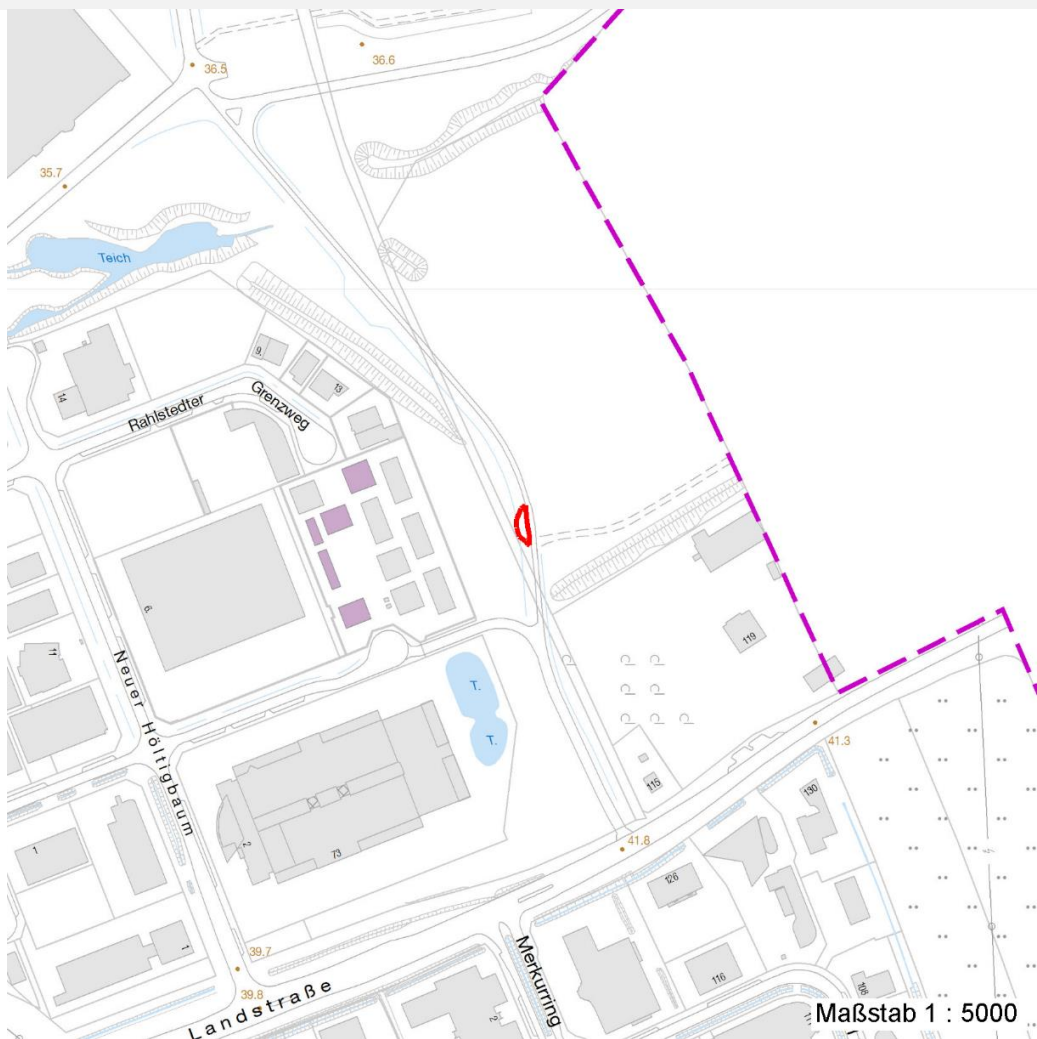 36.6
36.5
35.7
Teich
9.
13
14
Rahlstedter
Grenzweg
6.
11
119
T.
T.
Neuer Höltigbaum
41.3
115
130
41.8
2
73
1
126
39.7
1
116
Merkurring
108
39.8
Landstraße
2
Maßstab 1 : 5000